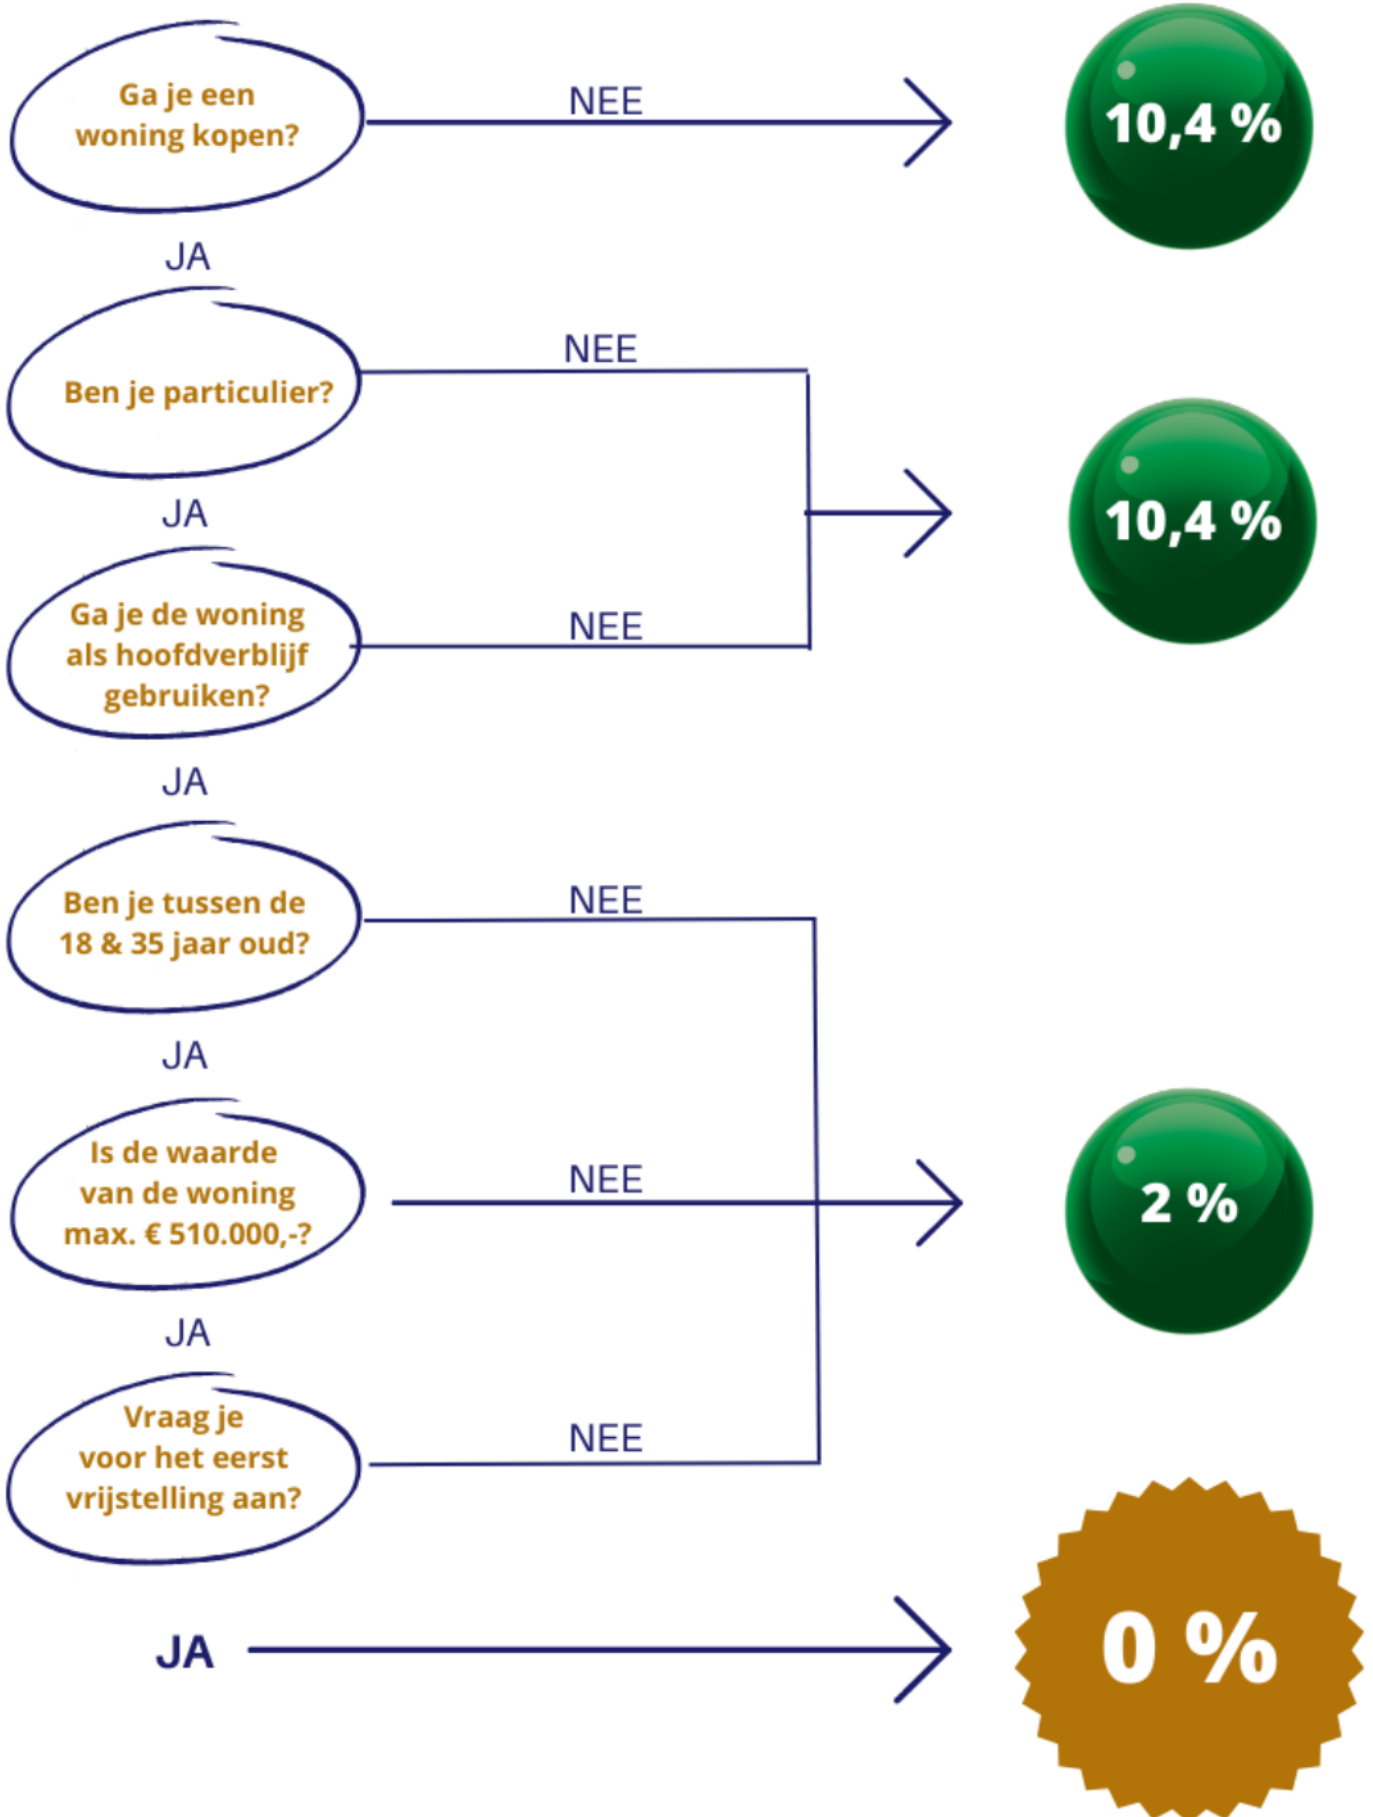 Ga je een
woning kopen?
NEE
10,4 %
JA
Ben je particulier?
NEE
10,4 %
JA
Ga je de woning
als hoofdverblijf
gebruiken?
NEE
JA
Ben je tussen de
18 & 35 jaar oud?
NEE
JA
Is de waarde
van de woning
max. € 510.000,-?
NEE
2 %
JA
Vraag je
voor het eerst
vrijstelling aan?
NEE
JA
0 %